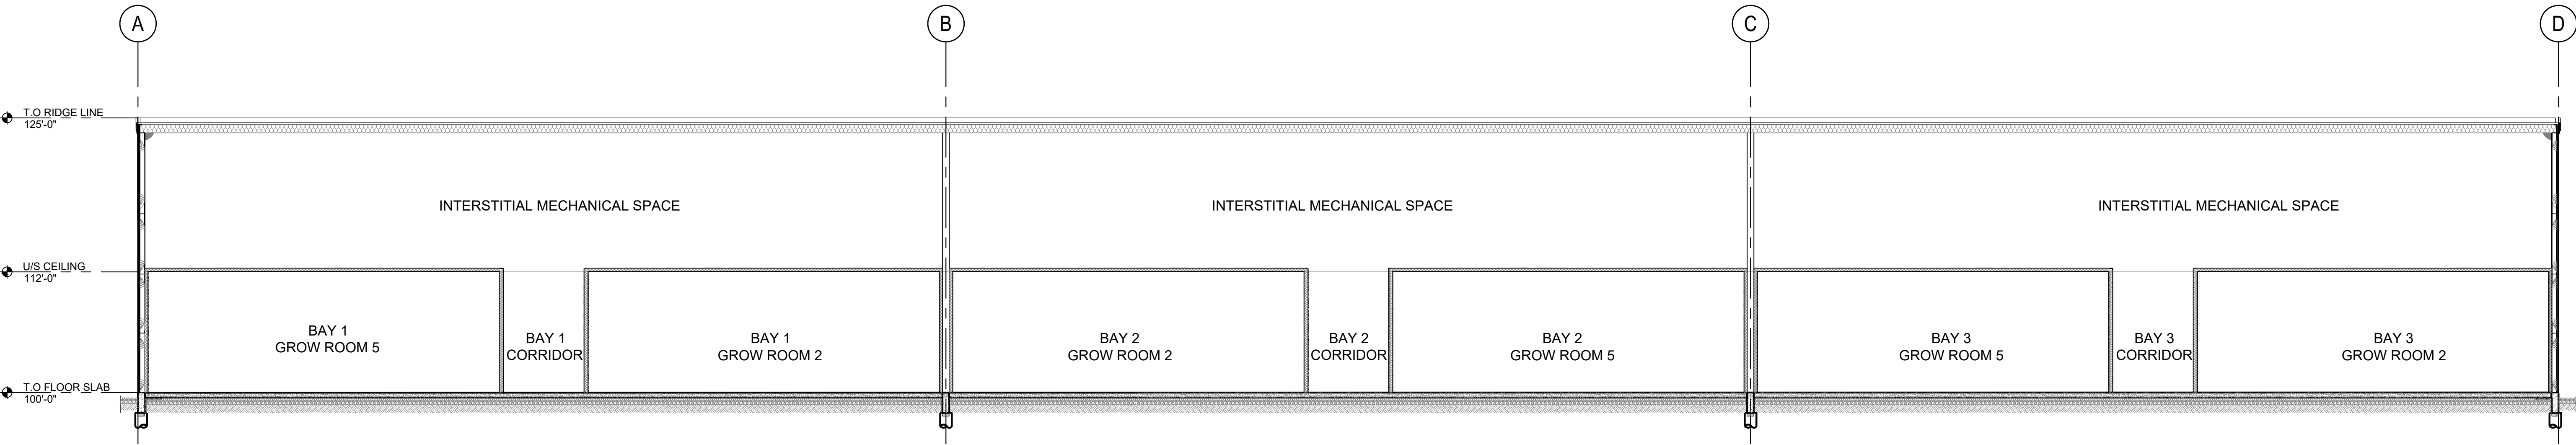 A
B
C
D
T.O RIDGE LINE
125'-0"
INTERSTITIAL MECHANICAL SPACE
INTERSTITIAL MECHANICAL SPACE
INTERSTITIAL MECHANICAL SPACE
U/S CEILING
112'-0"
BAY 1
GROW ROOM 5
BAY 1
CORRIDOR
BAY 1
GROW ROOM 2
BAY 2
GROW ROOM 2
BAY 2
CORRIDOR
BAY 2
GROW ROOM 5
BAY 3
GROW ROOM 5
BAY 3
CORRIDOR
BAY 3
GROW ROOM 2
T.O FLOOR SLAB
100'-0"